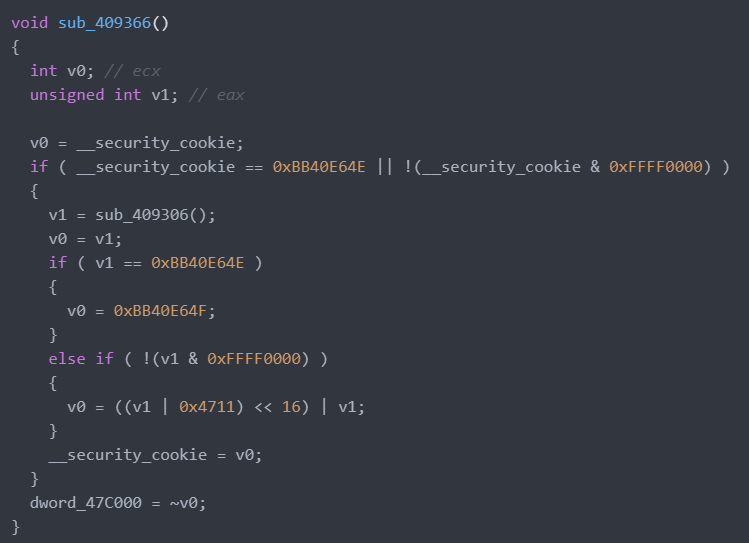 void sub_409366()
{
  int v0; // ecx
  unsigned int v1; // eax

  v0 = __security_cookie;
  if ( __security_cookie == 0xBB40E64E || !(__security_cookie & 0xFFFF0000) )
  {
    v1 = sub_409306();
    v0 = v1;
    if ( v1 == 0xBB40E64E )
    {
      v0 = 0xBB40E64F;
    }
    else if ( !(v1 & 0xFFFF0000) )
    {
      v0 = ((v1 | 0x4711) << 16) | v1;
    }
    __security_cookie = v0;
  }
  dword_47C000 = ~v0;
}